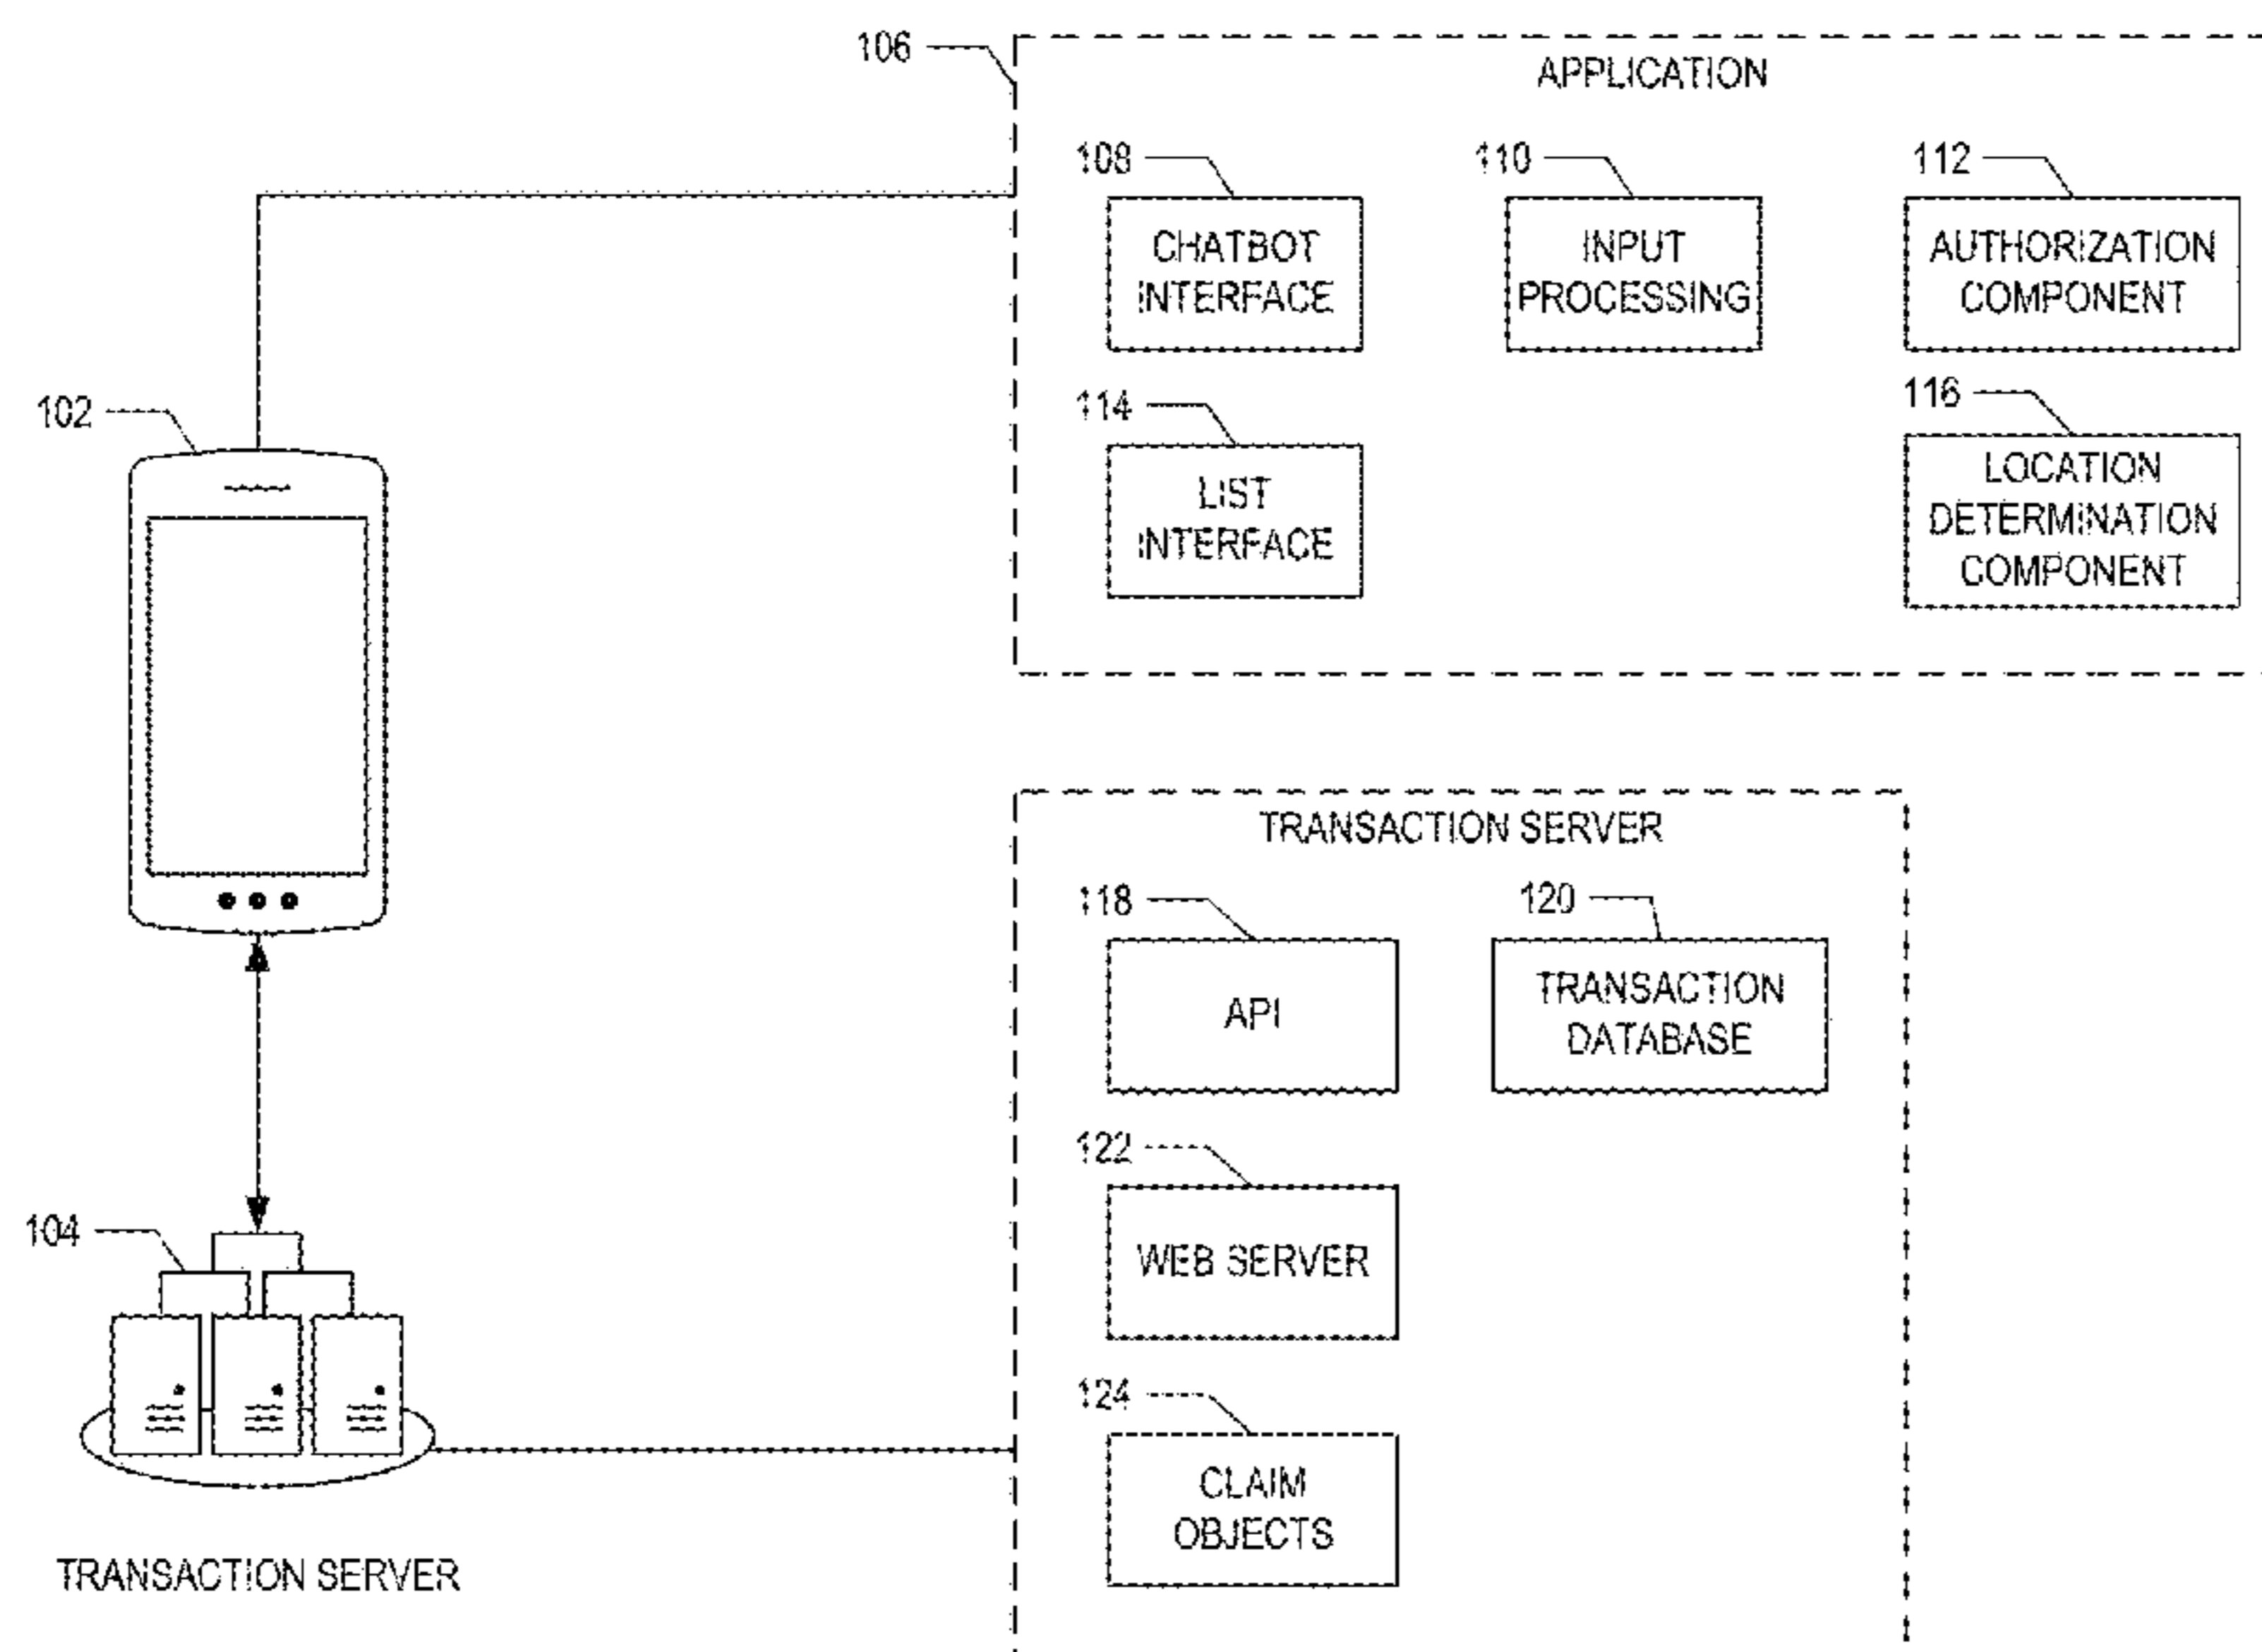 106
APPLICATION
108
110
112
CHATBOT
INTERFACE
INPUT
PROCESSING
AUTHORIZATION
COMPONENT
102
114
116
LIST
INTERFACE
LOCATION
DETERMINATION
COMPONENT
TRANSACTION SERVER
118
120
API
TRANSACTION
DATABASE
122
WEB SERVER
104
124
CLAIM
OBJECTS
TRANSACTION SERVER